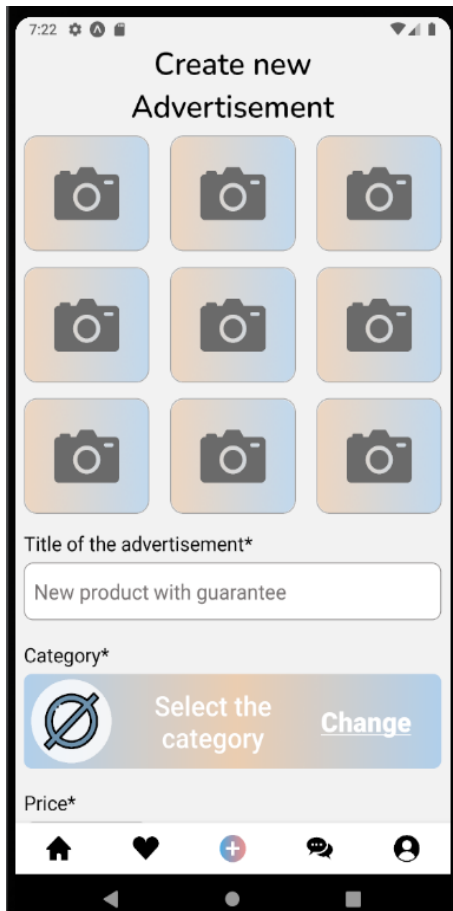 7:22
Create new
Advertisement
Title of the advertisement*
New product with guarantee
Category*
Select the
category
Change
Price*